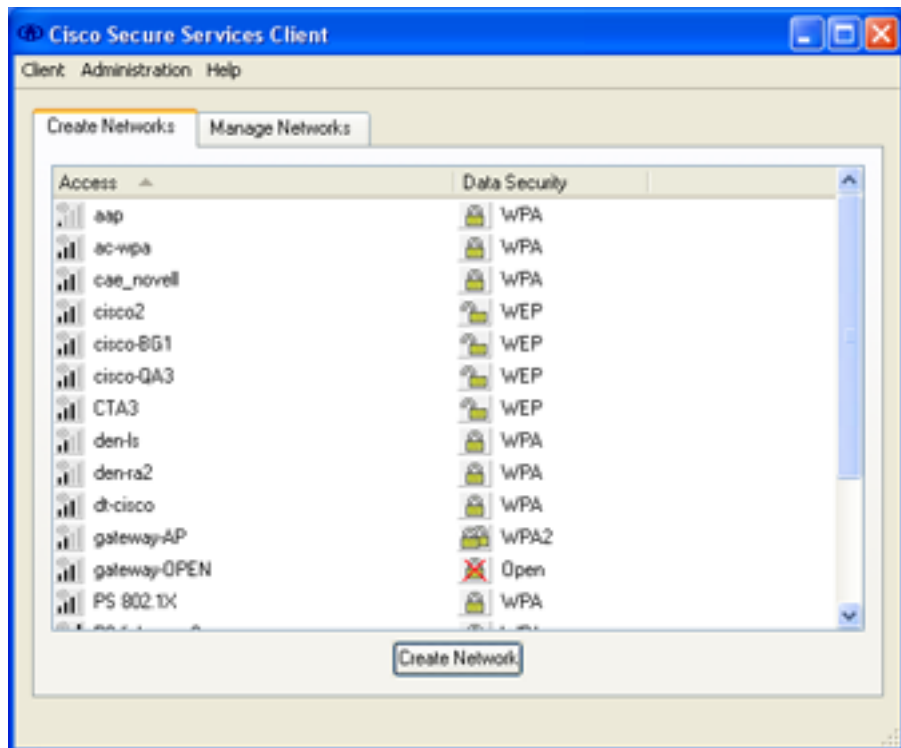 Cisco Secure Services Client
Client Administration Help
Create Networks Manage Networks
Access Data Security
aap WPA
ac-wpa WPA
cae_novell WPA
cisco2 WEP
cisco-BG1 WEP
cisco-QA3 WEP
CTA3 WEP
den-ls WPA
den-ra2 WPA
dt-cisco WPA
gateway-AP WPA2
gateway-OPEN Open
PS 802.1X WPA
Create Network